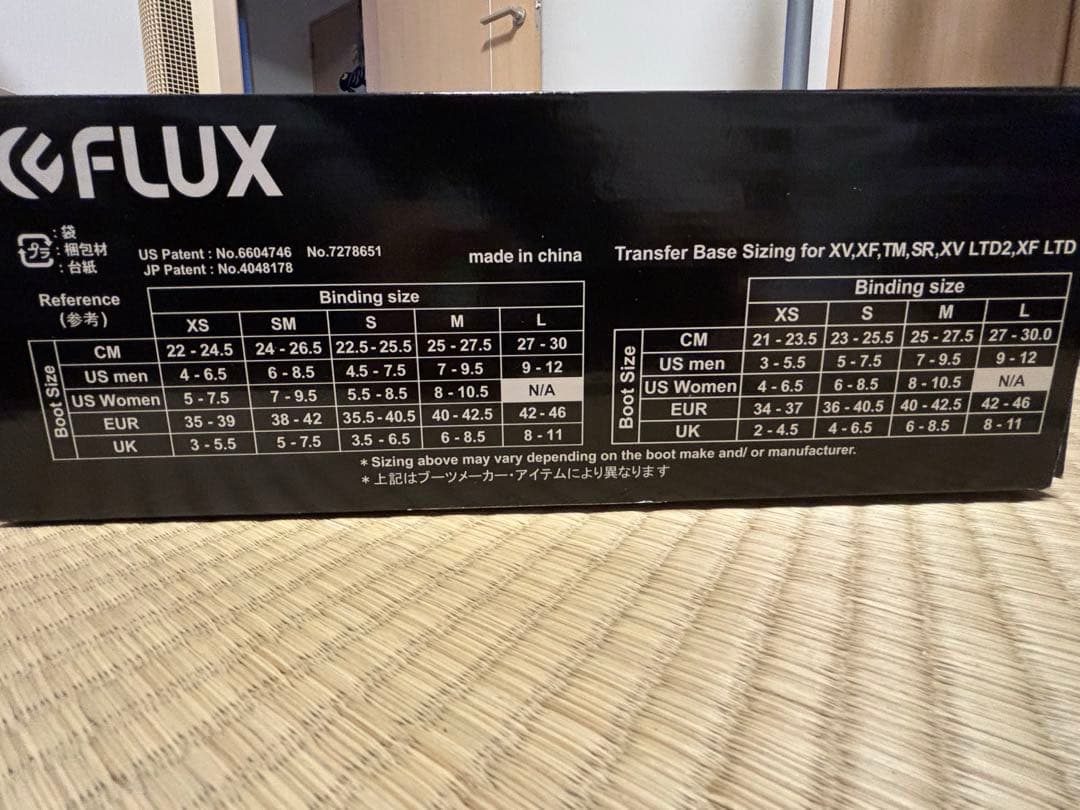 FLUX
プラ
: 袋
: 梱包材
: 台紙
US Patent : No.6604746 No.7278651
JP Patent : No.4048178
made in china
Reference
(参考)
Binding size
XS SM S M L
Boot Size
CM 22 - 24.5 24 - 26.5 22.5 - 25.5 25 - 27.5 27 - 30
US men 4 - 6.5 6 - 8.5 4.5 - 7.5 7 - 9.5 9 - 12
US Women 5 - 7.5 7 - 9.5 5.5 - 8.5 8 - 10.5 N/A
EUR 35 - 39 38 - 42 35.5 - 40.5 40 - 42.5 42 - 46
UK 3 - 5.5 5 - 7.5 3.5 - 6.5 6 - 8.5 8 - 11
Transfer Base Sizing for XV,XF,TM,SR,XV LTD2,XF LTD
Binding size
XS S M L
Boot Size
CM 21 - 23.5 23 - 25.5 25 - 27.5 27 - 30.0
US men 3 - 5.5 5 - 7.5 7 - 9.5 9 - 12
US Women 4 - 6.5 6 - 8.5 8 - 10.5 N/A
EUR 34 - 37 36 - 40.5 40 - 42.5 42 - 46
UK 2 - 4.5 4 - 6.5 6 - 8.5 8 - 11
* Sizing above may vary depending on the boot make and/ or manufacturer.
* 上記はブーツメーカー・アイテムにより異なります